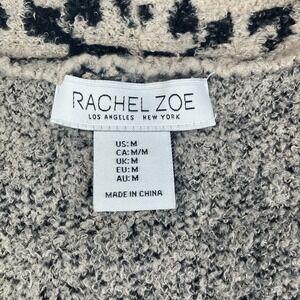 RACHEL ZOE
LOS ANGELES NEW YORK
US: M
CA: M/M
UK: M
EU: M
AU: M
MADE IN CHINA